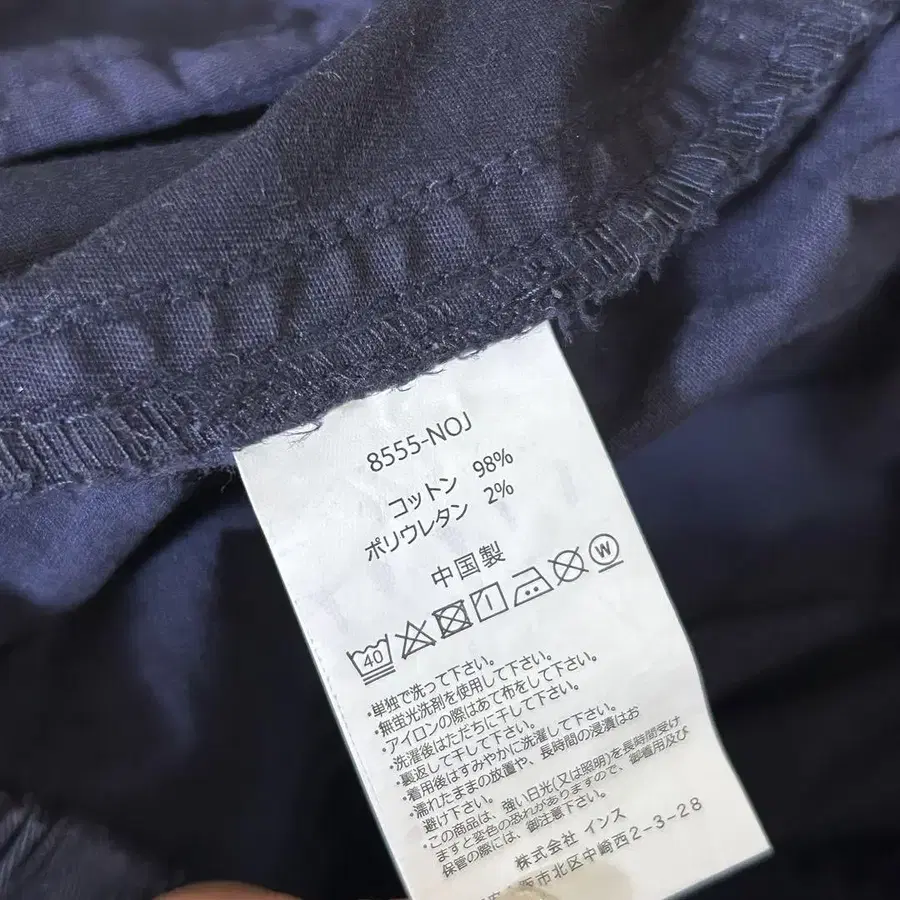 8555-NOJ
コットン 98%
ポリウレタン 2%
中国製
40
W
・単独で洗って下さい。
・無蛍光洗剤を使用して下さい。
・アイロンの際はあて布をして下さい。
・洗濯後はただちに干して下さい。
・裏返して干して下さい。
・着用後はすみやかに洗濯して下さい。
・濡れたままの放置や、長時間の浸漬はお
避け下さい。
・この商品は、強い日光(又は照明)を長時間受け
ますと変色の恐れがありますので、御着用及び
保管の際には、御注意下さい。
株式会社 インス
阪市北区中崎西2-3-28